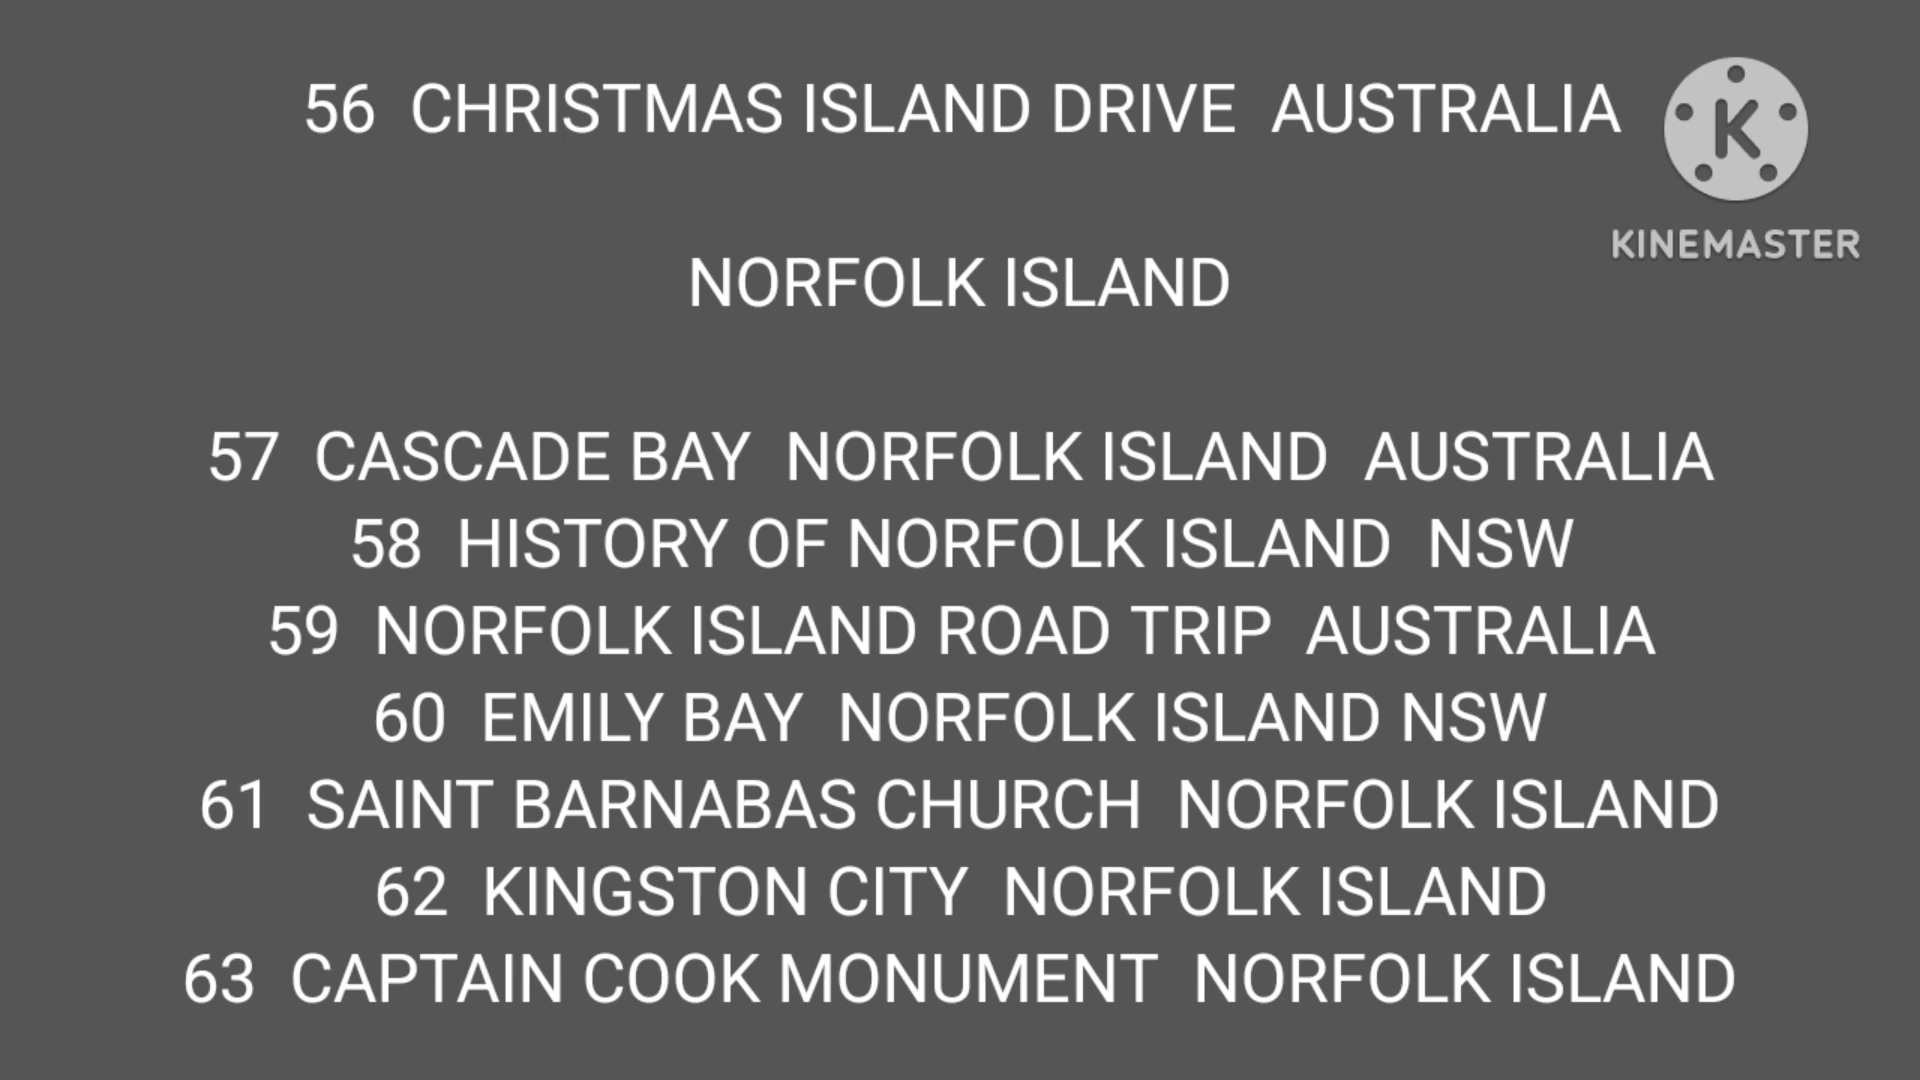 56  CHRISTMAS ISLAND DRIVE  AUSTRALIA
K
KINEMASTER
NORFOLK ISLAND
57  CASCADE BAY  NORFOLK ISLAND  AUSTRALIA
58  HISTORY OF NORFOLK ISLAND  NSW
59  NORFOLK ISLAND ROAD TRIP  AUSTRALIA
60  EMILY BAY  NORFOLK ISLAND NSW
61  SAINT BARNABAS CHURCH  NORFOLK ISLAND
62  KINGSTON CITY  NORFOLK ISLAND
63  CAPTAIN COOK MONUMENT  NORFOLK ISLAND